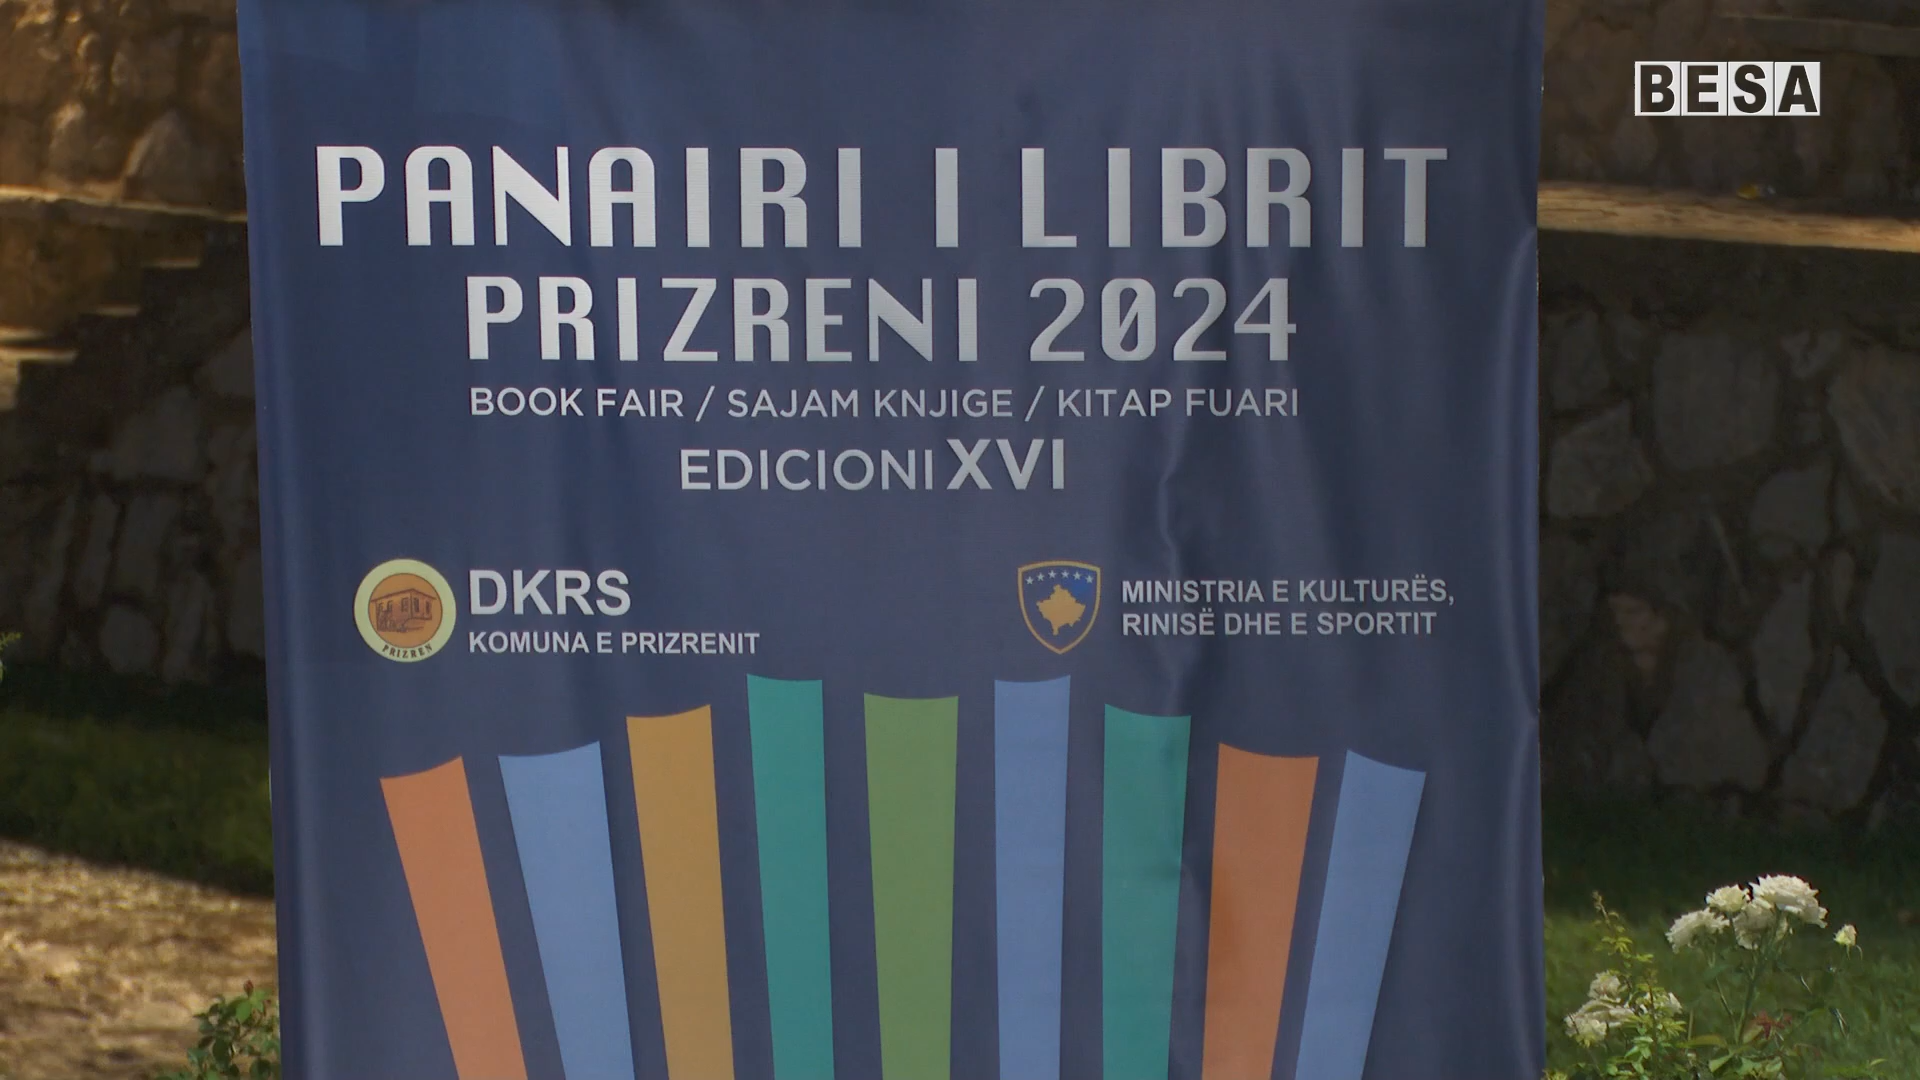 BESA
PANAIRI I LIBRIT
PRIZRENI 2024
BOOK FAIR / SAJAM KNJIGE / KITAP FUARI
EDICIONI XVI
DKRS
KOMUNA E PRIZRENIT
PRIZREN
MINISTRIA E KULTURËS,
RINISË DHE E SPORTIT